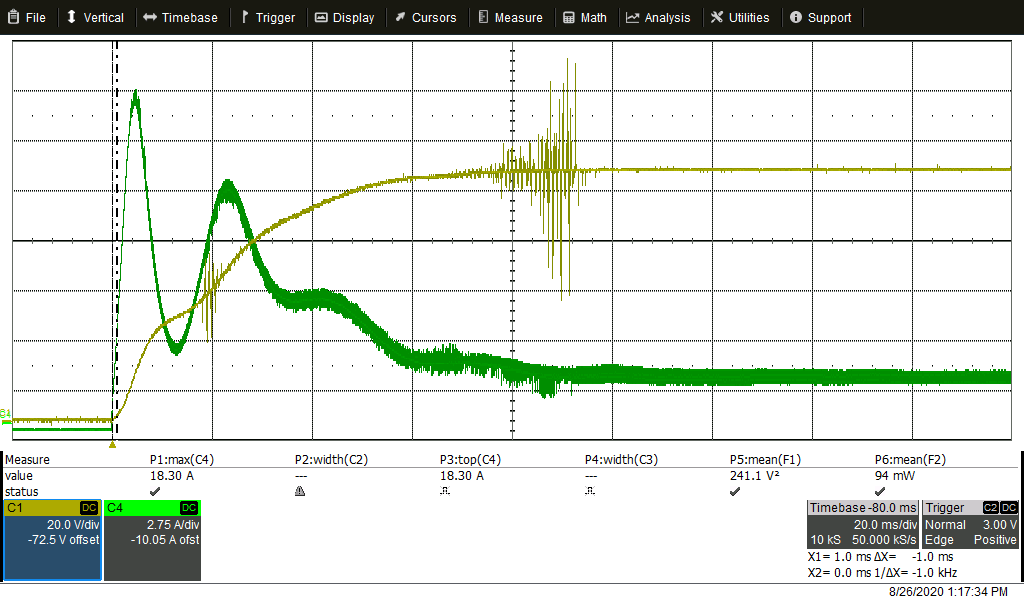 File Vertical Timebase Trigger Display Cursors Measure Math Analysis Utilities Support
Measure P1:max(C4) P2:width(C2) P3:top(C4) P4:width(C3) P5:mean(F1) P6:mean(F2)
value 18.30 A --- 18.30 A --- 241.1 V² 94 mW
status
C1 DC C4 DC Timebase -80.0 ms Trigger C2 DC
20.0 V/div 2.75 A/div 20.0 ms/div Normal 3.00 V
-72.5 V offset -10.05 A ofst 10 kS 50.000 kS/s Edge Positive
X1= 1.0 ms ΔX= -1.0 ms
X2= 0.0 ms 1/ΔX= -1.0 kHz
8/26/2020 1:17:34 PM